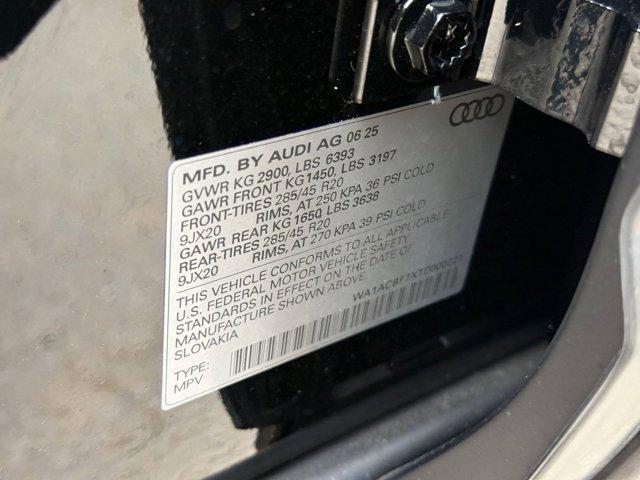 MFD. BY AUDI AG 06 25
GVWR KG 2900, LBS 6393
GAWR FRONT KG1450, LBS 3197
FRONT-TIRES 285/45 R20
9JX20 RIMS, AT 250 KPA 36 PSI COLD
GAWR REAR KG 1650, LBS 3638
REAR-TIRES 285/45 R20
9JX20 RIMS, AT 270 KPA 39 PSI COLD
THIS VEHICLE CONFORMS TO ALL APPLICABLE
U.S. FEDERAL MOTOR VEHICLE SAFETY
STANDARDS IN EFFECT ON THE DATE OF
MANUFACTURE SHOWN ABOVE.
SLOVAKIA
TYPE:
MPV